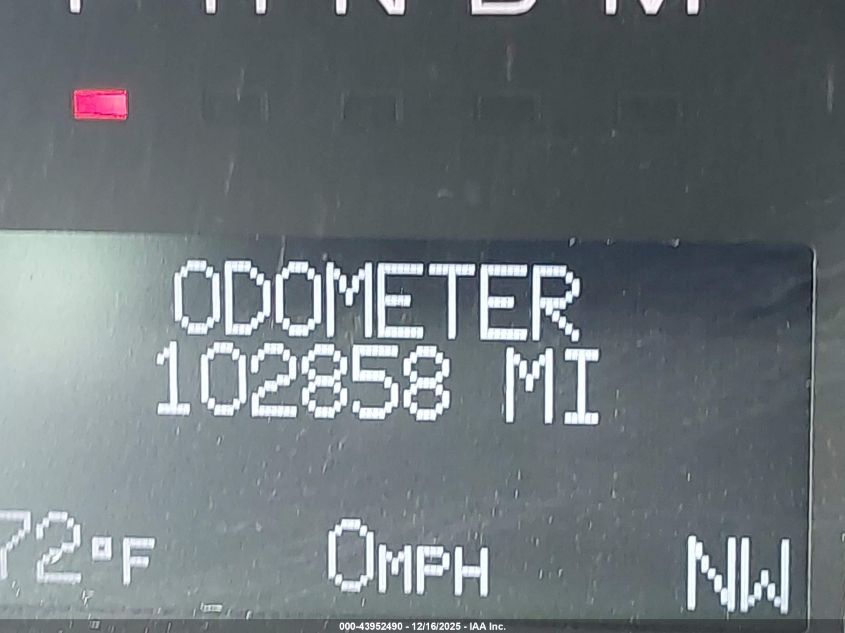 P R N D M
ODOMETER
102858 MI
72°F 0MPH NW
000-43952490 - 12/16/2025 - IAA Inc.